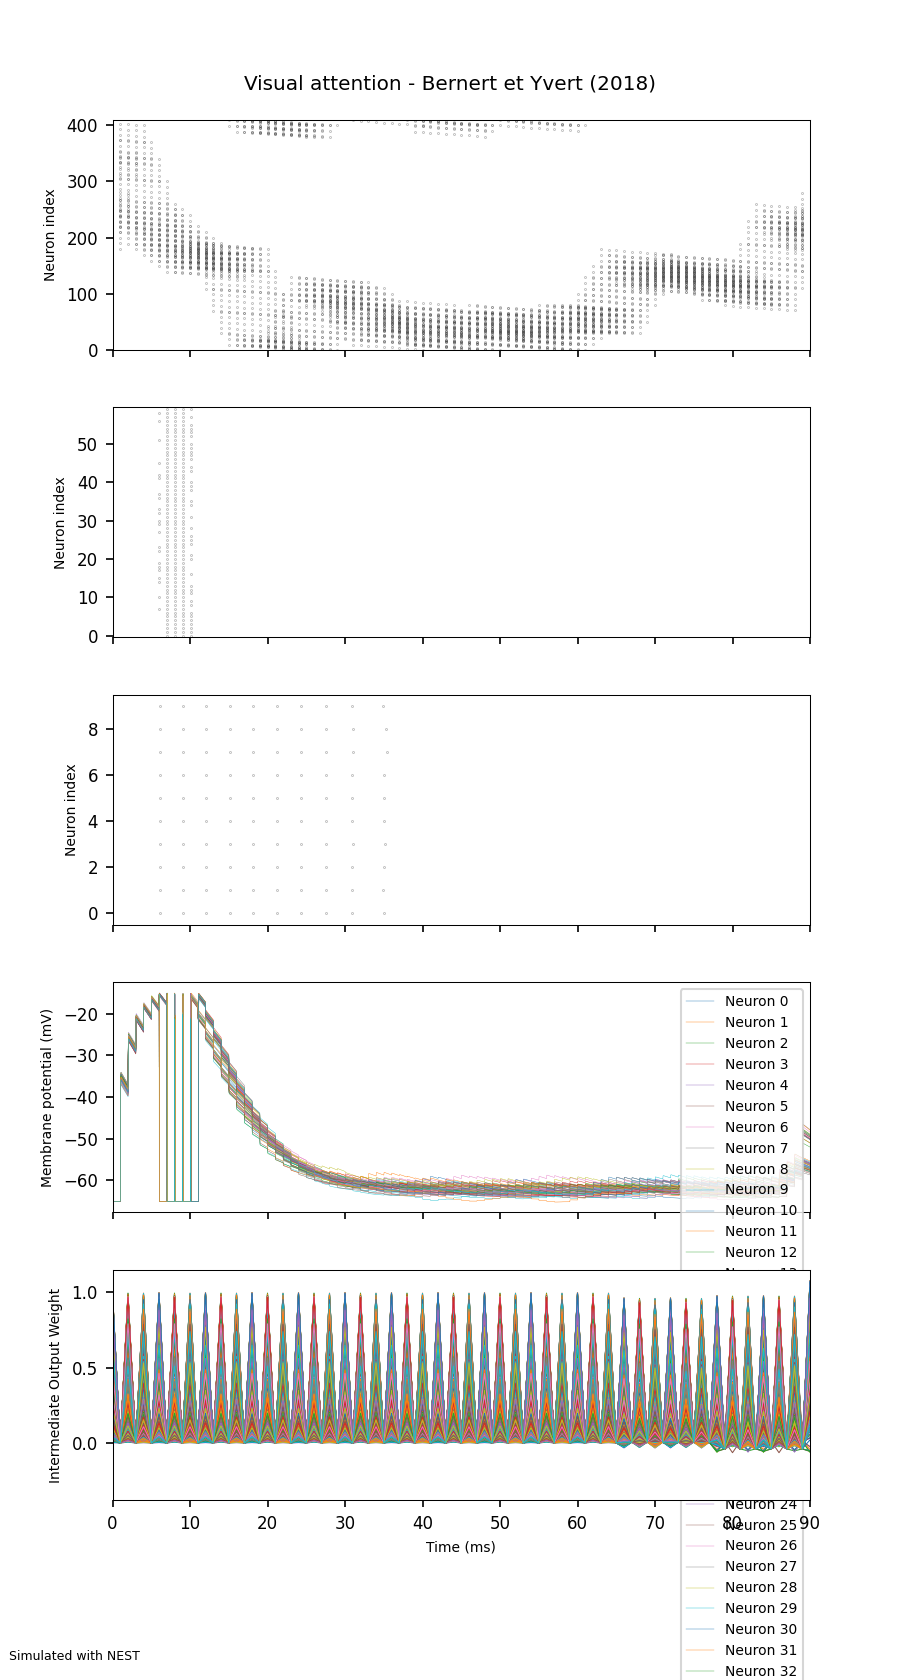 Visual attention - Bernert et Yvert (2018)
Neuron index
400
300
200
100
0
Neuron index
50
40
30
20
10
0
Neuron index
8
6
4
2
0
Membrane potential (mV)
−20
−30
−40
−50
−60
Neuron 0
Neuron 1
Neuron 2
Neuron 3
Neuron 4
Neuron 5
Neuron 6
Neuron 7
Neuron 8
Neuron 9
Neuron 10
Neuron 11
Neuron 12
Intermediate Output Weight
1.0
0.5
0.0
0 10 20 30 40 50 60 70 80 90
Time (ms)
Neuron 24
Neuron 25
Neuron 26
Neuron 27
Neuron 28
Neuron 29
Neuron 30
Neuron 31
Neuron 32
Simulated with NEST